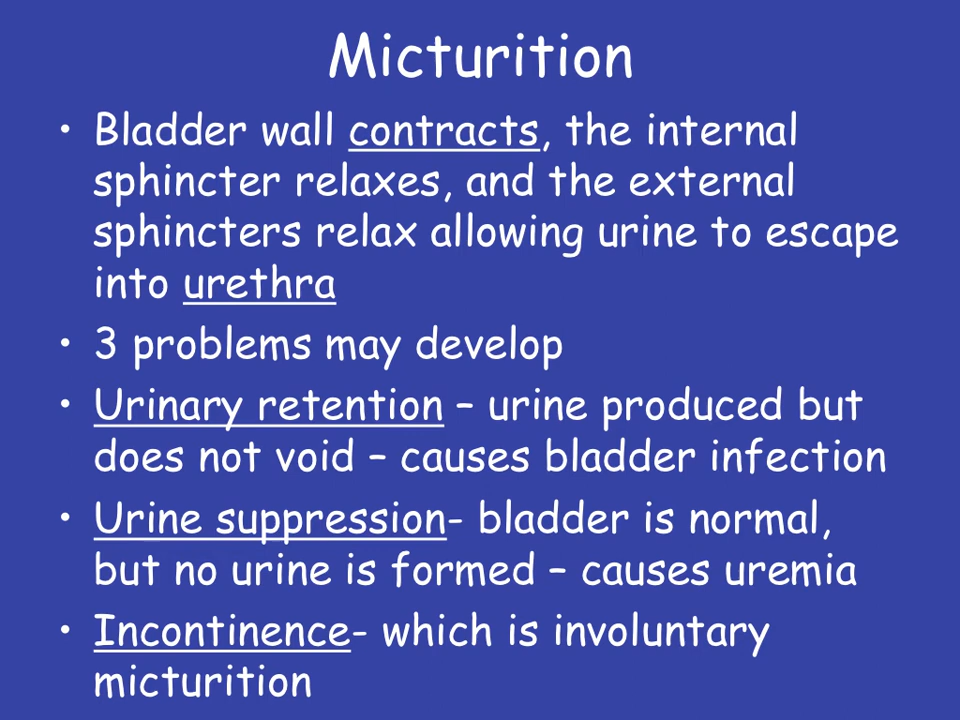 Micturition
• Bladder wall contracts, the internal
sphincter relaxes, and the external
sphincters relax allowing urine to escape
into urethra
• 3 problems may develop
• Urinary retention – urine produced but
does not void – causes bladder infection
• Urine suppression- bladder is normal,
but no urine is formed – causes uremia
• Incontinence- which is involuntary
micturition